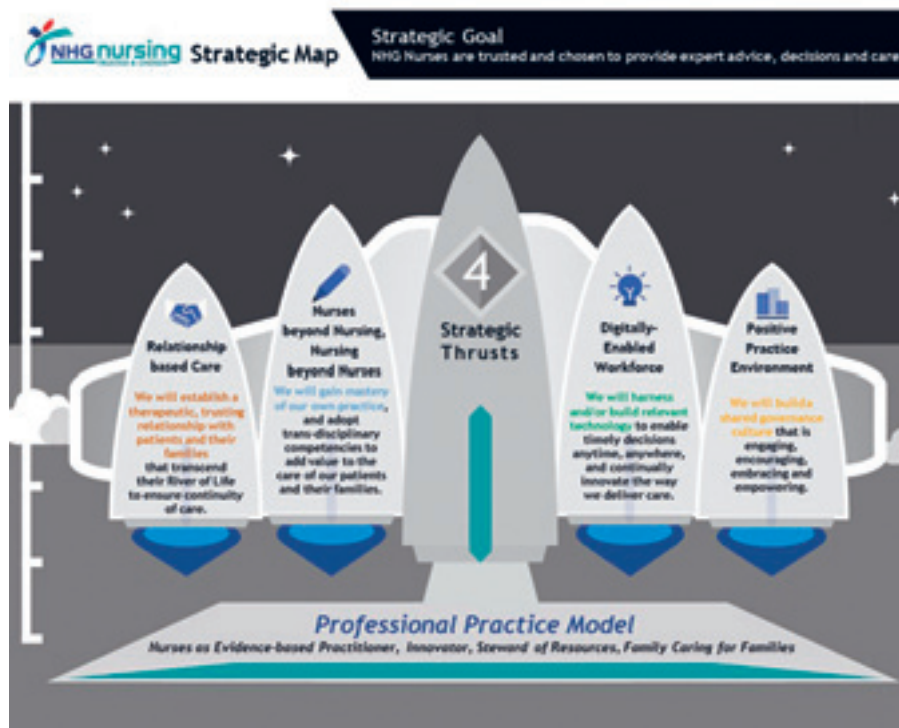 NHG nursing Strategic Map
Strategic Goal
NHG Nurses are trusted and chosen to provide expert advice, decisions and care
4
Strategic
Thrusts
Relationship
based Care
We will establish a
therapeutic, trusting
relationship with
patients and their
families
that transcend
their River of Life
to ensure continuity
of care.
Nurses
beyond Nursing,
Nursing
beyond Nurses
We will gain mastery
of our own practice,
and adopt
trans-disciplinary
competencies to
add value to the
care of our patients
and their families.
Digitally-
Enabled
Workforce
We will harness
and/or build relevant
technology to enable
timely decisions
anytime, anywhere,
and continually
innovate the way
we deliver care.
Positive
Practice
Environment
We will build a
shared governance
culture that is
engaging,
encouraging,
embracing and
empowering.
Professional Practice Model
Nurses as Evidence-based Practitioner, Innovator, Steward of Resources, Family Caring for Families